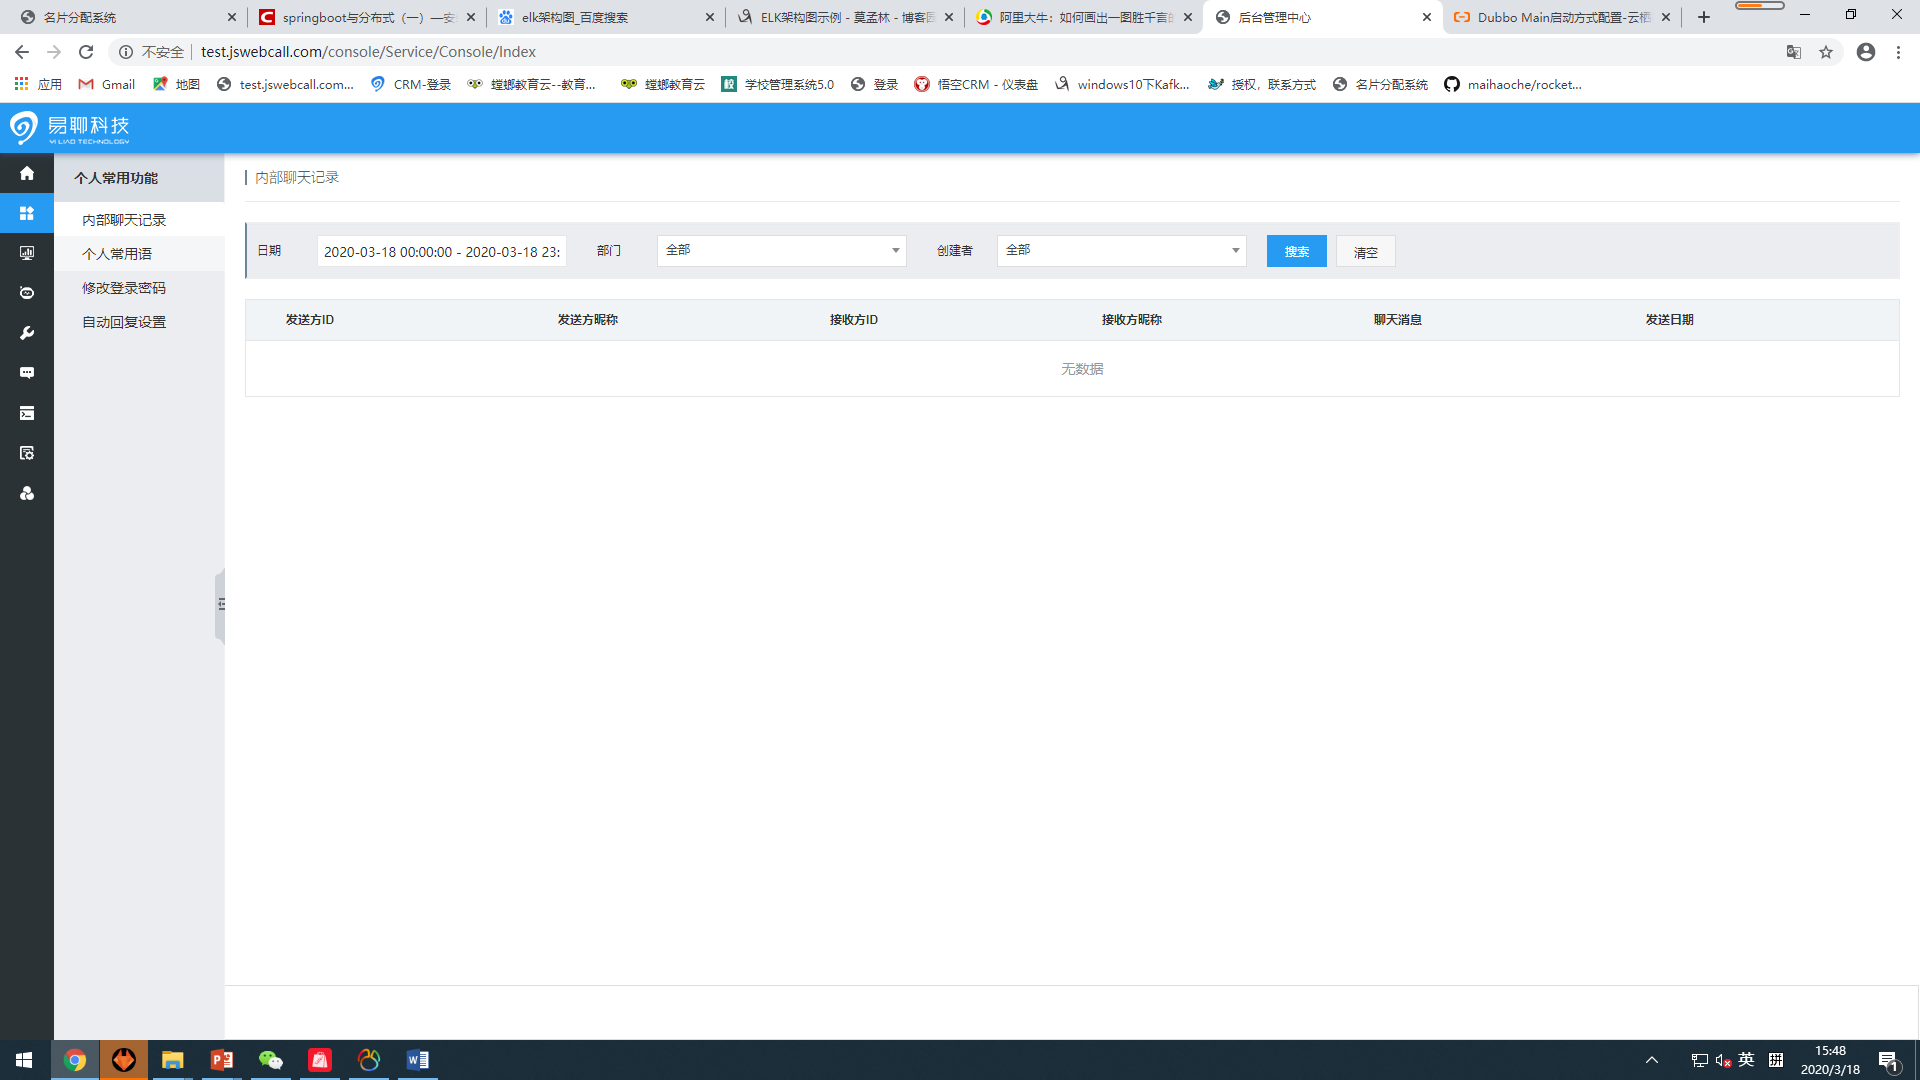 名片分配系统
springboot与分布式（一）—安
elk架构图_百度搜索
ELK架构图示例 - 莫孟林 - 博客园
阿里大牛：如何画出一图胜千言的
后台管理中心
Dubbo Main启动方式配置-云栖
不安全 test.jswebcall.com/console/Service/Console/Index
应用
Gmail
地图
test.jswebcall.com...
CRM-登录
螳螂教育云--教育...
螳螂教育云
学校管理系统5.0
登录
悟空CRM - 仪表盘
windows10下Kafk...
授权，联系方式
名片分配系统
maihaoche/rocket...
易聊科技
YI LIAO TECHNOLOGY
个人常用功能
内部聊天记录
个人常用语
修改登录密码
自动回复设置
内部聊天记录
日期 2020-03-18 00:00:00 - 2020-03-18 23: 部门 全部 创建者 全部 搜索 清空
发送方ID 发送方昵称 接收方ID 接收方昵称 聊天消息 发送日期
无数据
英 拼
15:48
2020/3/18
1